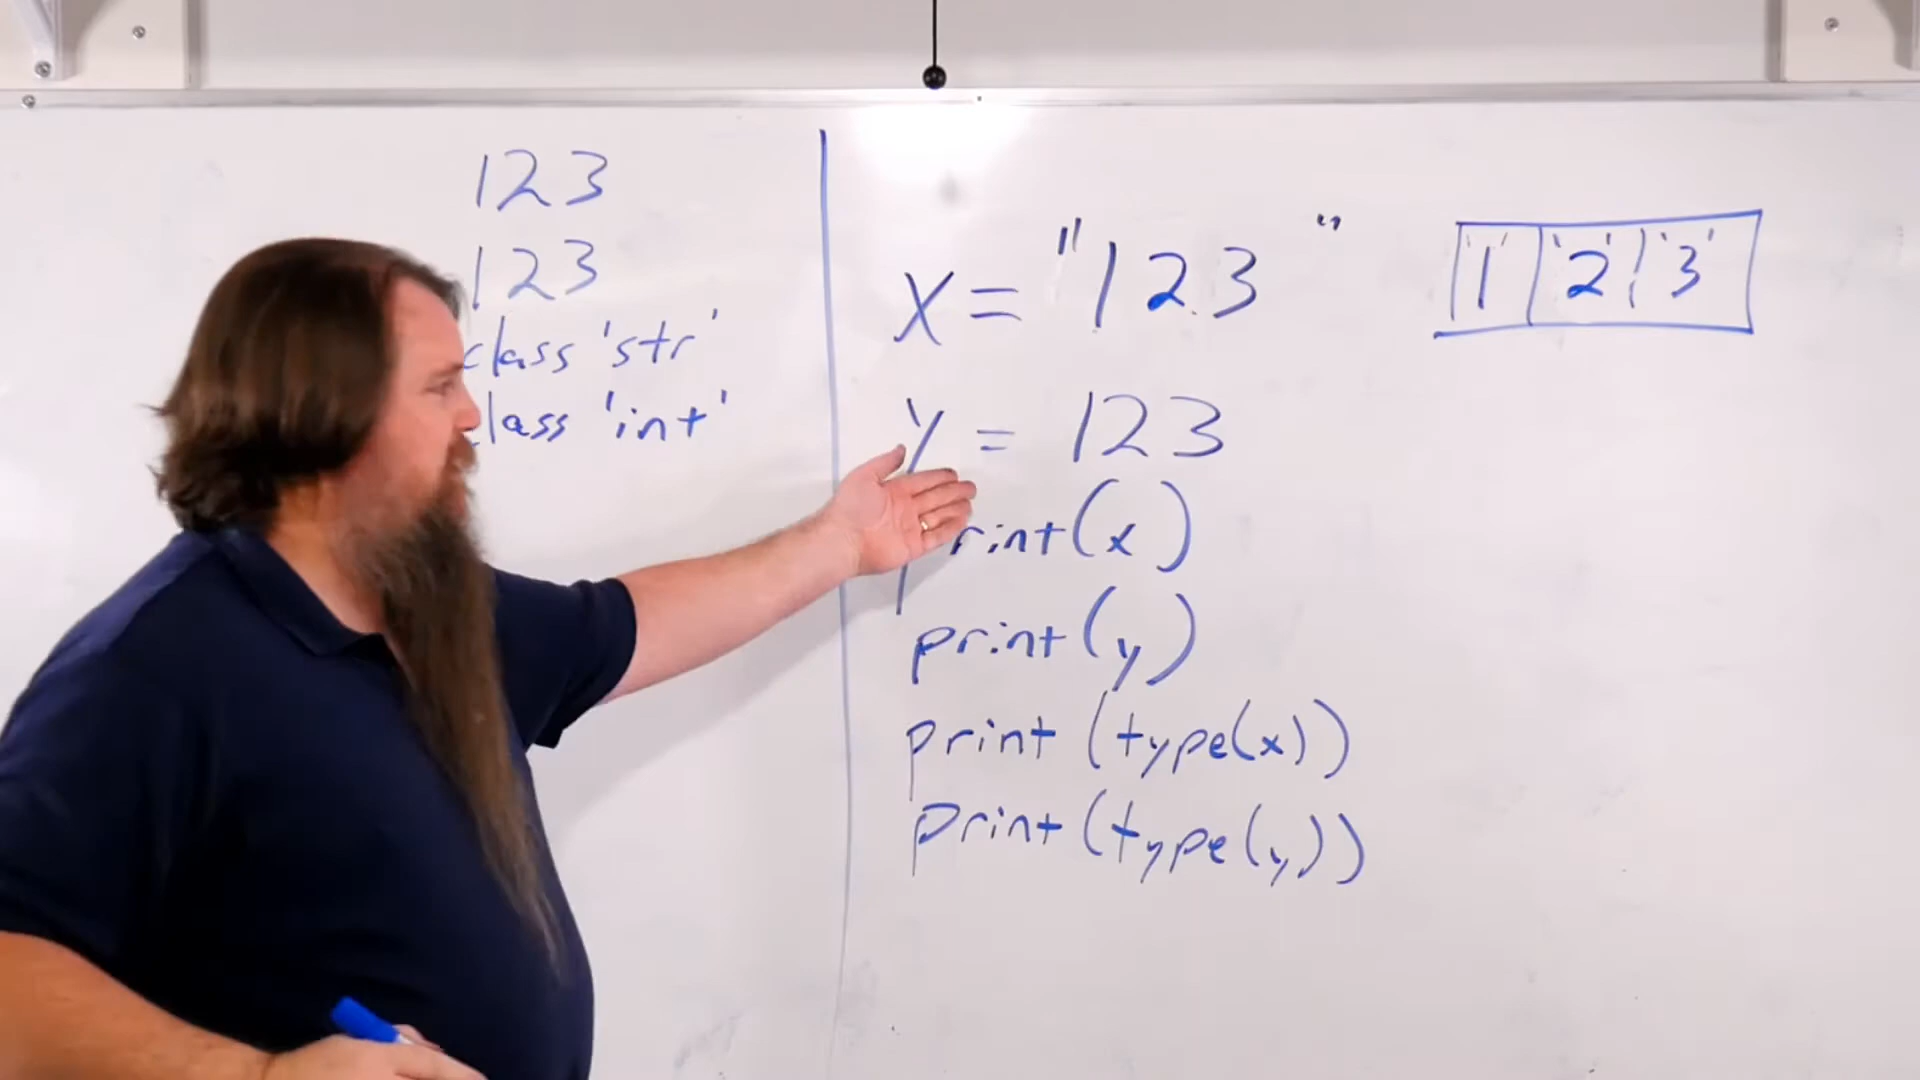 123
123
class 'str'
class 'int'
x = "123 "
'1' '2' '3'
y = 123
print(x)
print(y)
print(type(x))
print(type(y))